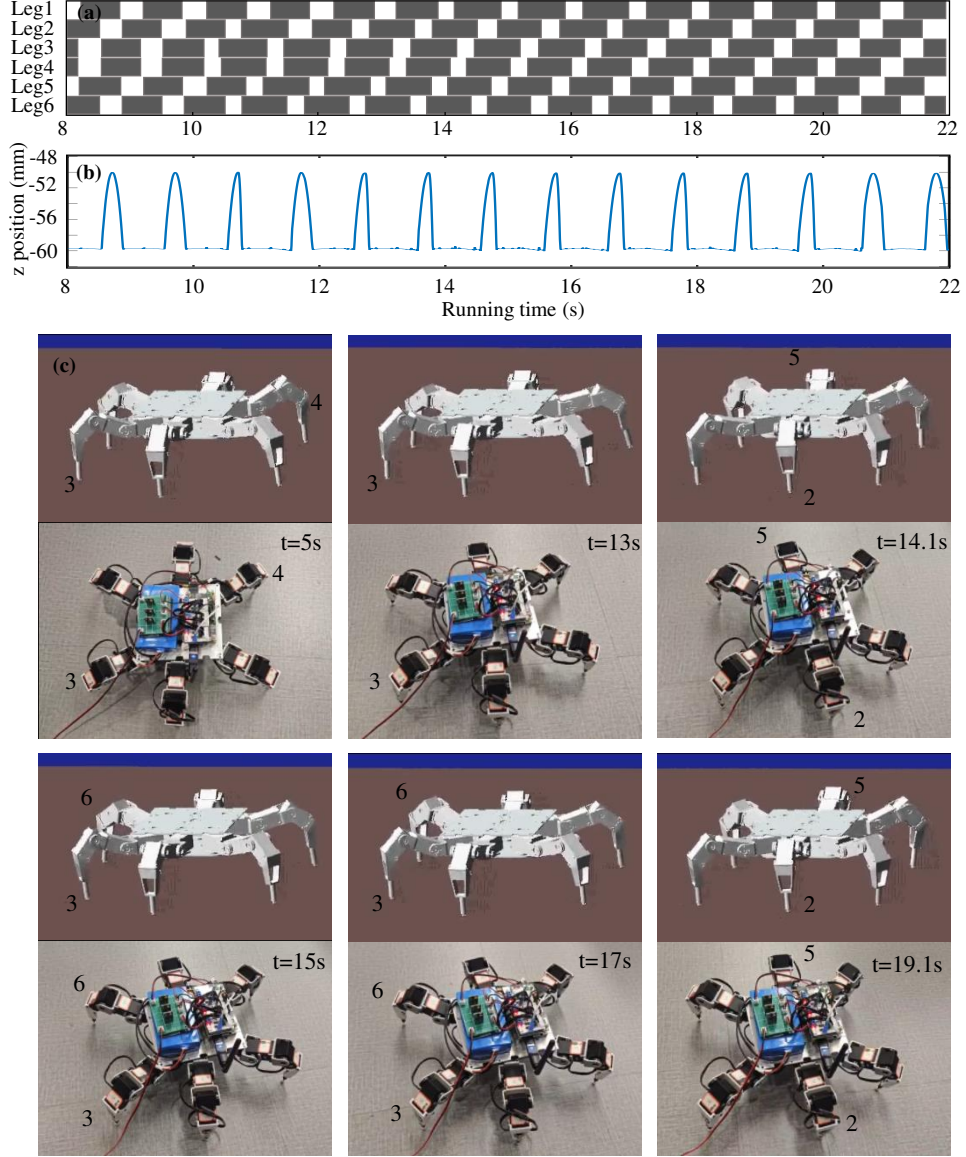 (a)
Leg1
Leg2
Leg3
Leg4
Leg5
Leg6
8 10 12 14 16 18 20 22
(b)
z position (mm)
-48
-52
-56
-60
8 10 12 14 16 18 20 22
Running time (s)
(c)
4
3
3
5
2
t=5s
4
3
t=13s
3
5
t=14.1s
2
6
3
6
3
5
2
t=15s
6
3
t=17s
6
3
5
t=19.1s
2